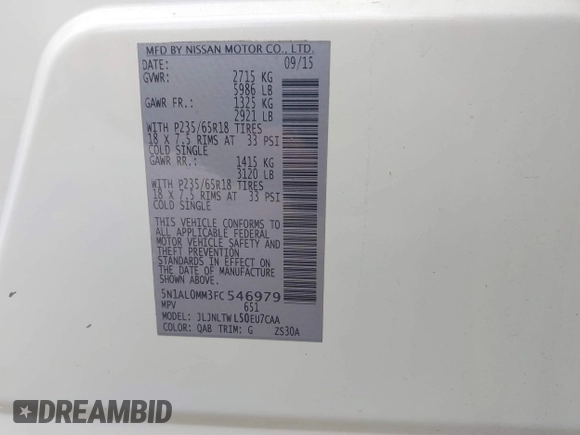 MFD BY NISSAN MOTOR CO., LTD.
DATE: 09/15
GVWR: 2715 KG
5986 LB
GAWR FR.: 1325 KG
2921 LB
WITH P235/65R18 TIRES
18 X 7.5 RIMS AT 33 PSI
COLD SINGLE
GAWR RR.: 1415 KG
3120 LB
WITH P235/65R18 TIRES
18 X 7.5 RIMS AT 33 PSI
COLD SINGLE
THIS VEHICLE CONFORMS TO
ALL APPLICABLE FEDERAL
MOTOR VEHICLE SAFETY AND
THEFT PREVENTION
STANDARDS IN EFFECT ON
THE DATE OF MANUFACTURE
SHOWN ABOVE.
5N1AL0MM3FC546979
MPV 651
MODEL: JLJNLTWL50EU7CAA
COLOR: QAB TRIM: G ZS30A
DREAMBID